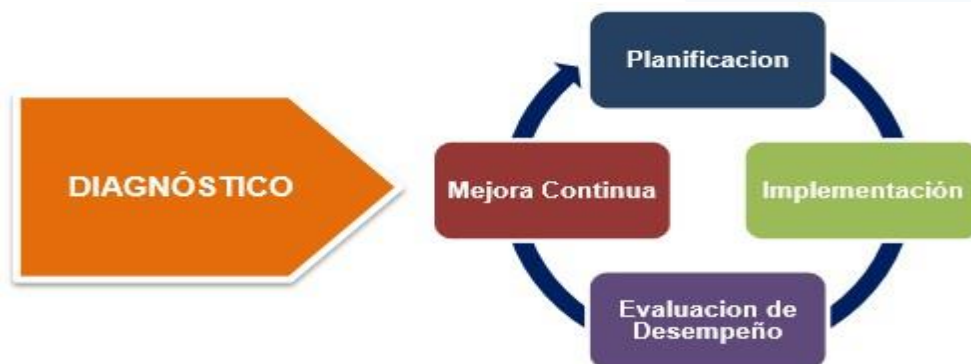 DIAGNÓSTICO
Planificacion
Implementación
Evaluacion de
Desempeño
Mejora Continua